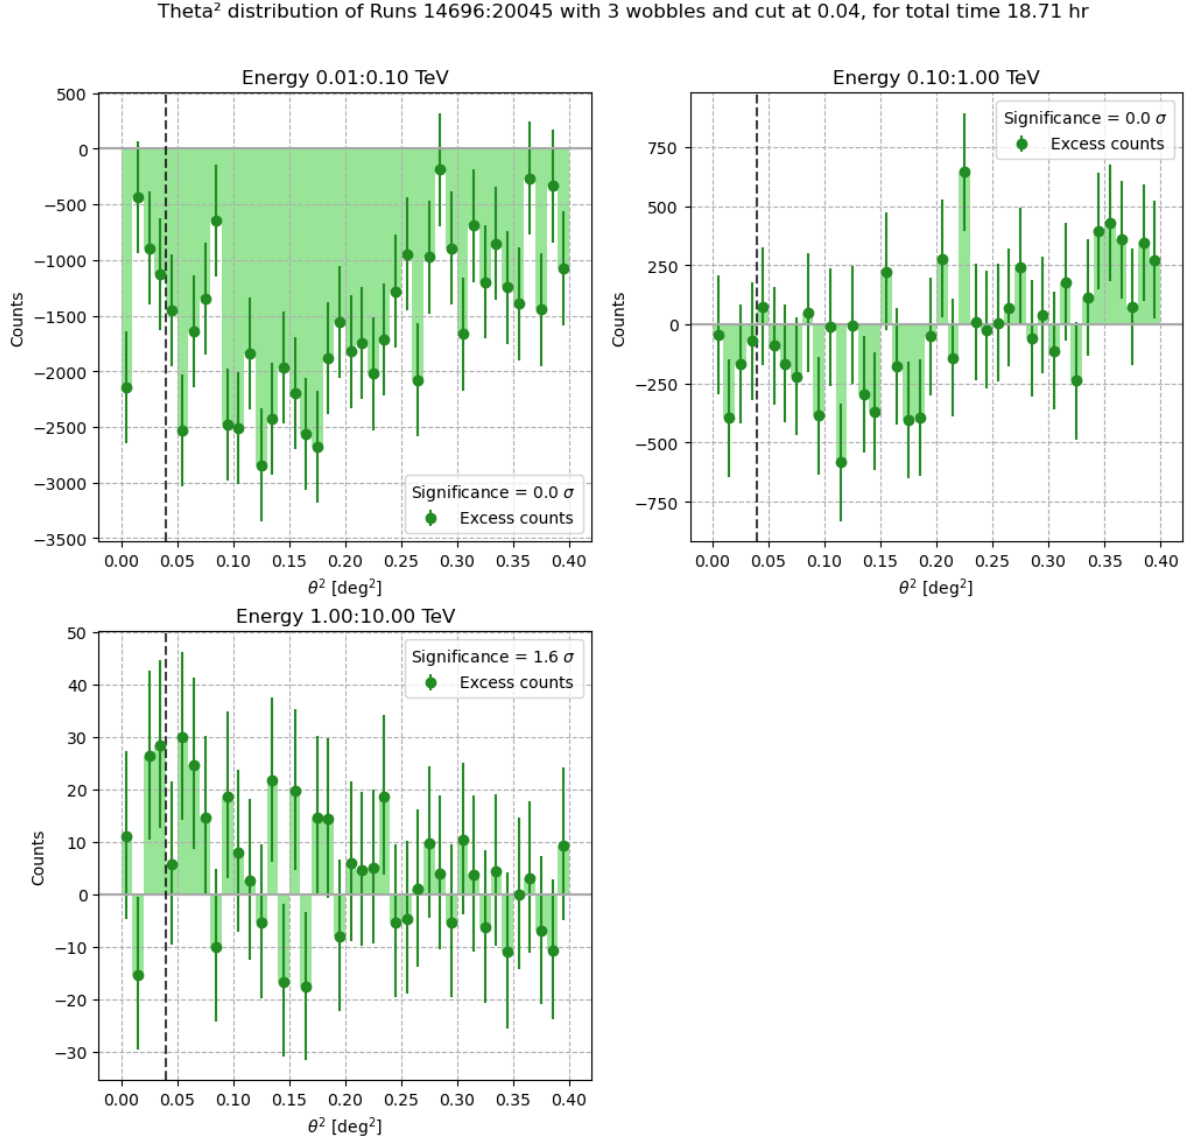 Theta² distribution of Runs 14696:20045 with 3 wobbles and cut at 0.04, for total time 18.71 hr
Energy 0.01:0.10 TeV
500
0
−500
−1000
−1500
−2000
−2500
−3000
−3500
Counts
Significance = 0.0 σ
Excess counts
0.00 0.05 0.10 0.15 0.20 0.25 0.30 0.35 0.40
θ² [deg²]
Energy 0.10:1.00 TeV
750
500
250
0
−250
−500
−750
Counts
Significance = 0.0 σ
Excess counts
0.00 0.05 0.10 0.15 0.20 0.25 0.30 0.35 0.40
θ² [deg²]
Energy 1.00:10.00 TeV
50
40
30
20
10
0
−10
−20
−30
Counts
Significance = 1.6 σ
Excess counts
0.00 0.05 0.10 0.15 0.20 0.25 0.30 0.35 0.40
θ² [deg²]